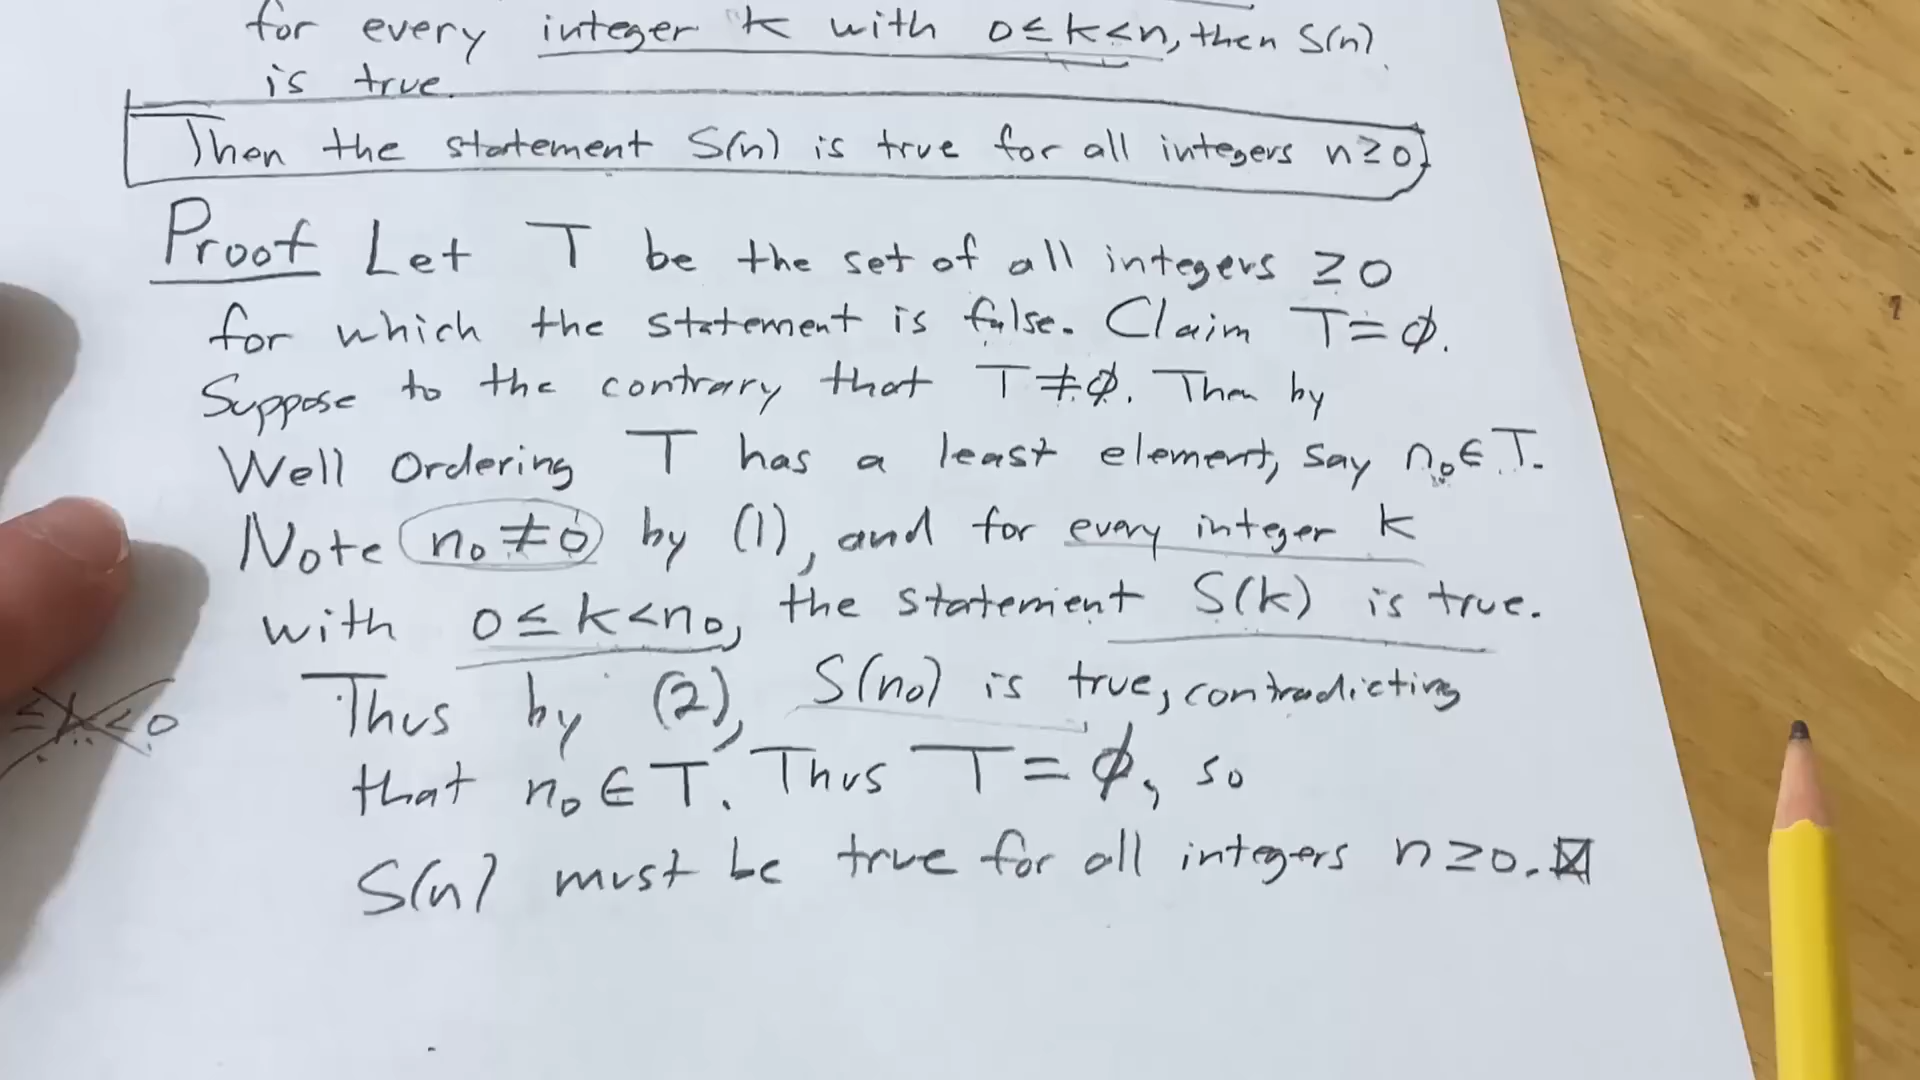 for every integer k with 0≤k<n, then S(n)
is true.
Then the statement S(n) is true for all integers n≥0.
Proof Let T be the set of all integers ≥0
for which the statement is false. Claim T=∅.
Suppose to the contrary that T≠∅. Then by
Well Ordering T has a least element, say n₀∈T.
Note n₀≠0 by (1), and for every integer k
with 0≤k<n₀, the statement S(k) is true.
Thus by (2), S(n₀) is true, contradicting
that n₀∈T. Thus T=∅, so
S(n) must be true for all integers n≥0.